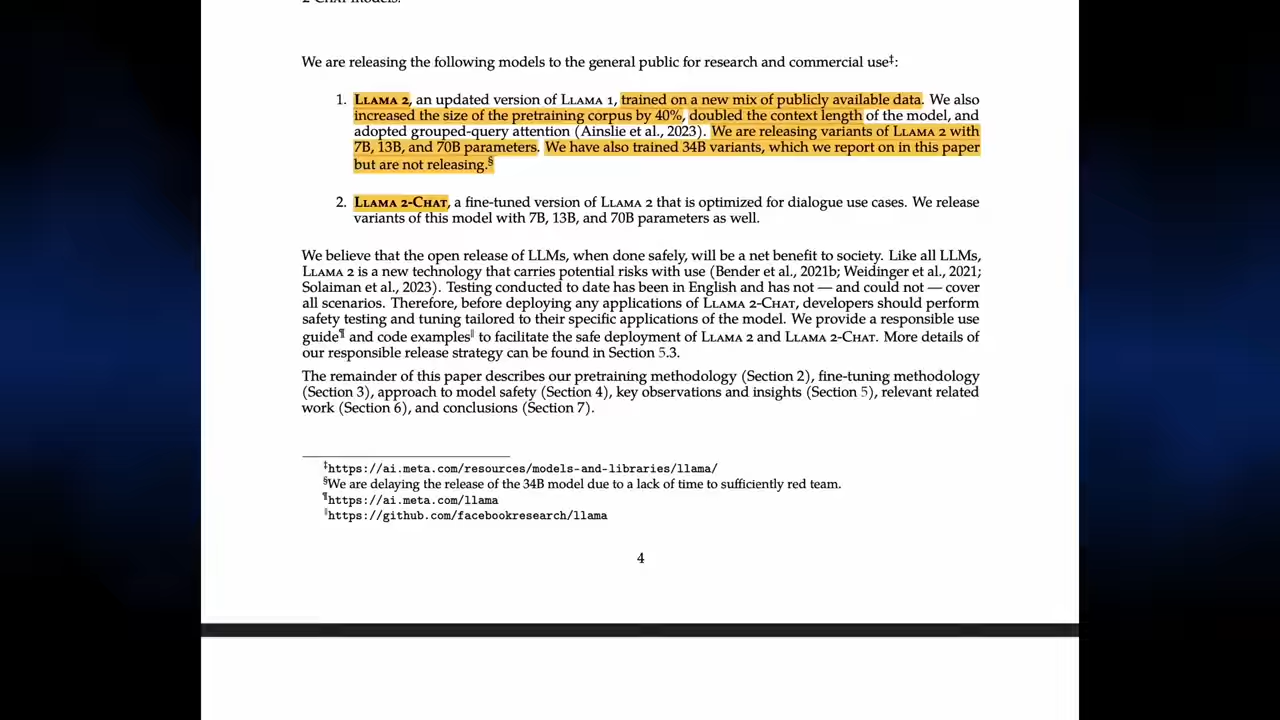 2-Chat models.
We are releasing the following models to the general public for research and commercial use‡:
1. Llama 2, an updated version of Llama 1, trained on a new mix of publicly available data. We also
increased the size of the pretraining corpus by 40%, doubled the context length of the model, and
adopted grouped-query attention (Ainslie et al., 2023). We are releasing variants of Llama 2 with
7B, 13B, and 70B parameters. We have also trained 34B variants, which we report on in this paper
but are not releasing.§
2. Llama 2-Chat, a fine-tuned version of Llama 2 that is optimized for dialogue use cases. We release
variants of this model with 7B, 13B, and 70B parameters as well.
We believe that the open release of LLMs, when done safely, will be a net benefit to society. Like all LLMs,
Llama 2 is a new technology that carries potential risks with use (Bender et al., 2021b; Weidinger et al., 2021;
Solaiman et al., 2023). Testing conducted to date has been in English and has not — and could not — cover
all scenarios. Therefore, before deploying any applications of Llama 2-Chat, developers should perform
safety testing and tuning tailored to their specific applications of the model. We provide a responsible use
guide¶ and code examples‖ to facilitate the safe deployment of Llama 2 and Llama 2-Chat. More details of
our responsible release strategy can be found in Section 5.3.
The remainder of this paper describes our pretraining methodology (Section 2), fine-tuning methodology
(Section 3), approach to model safety (Section 4), key observations and insights (Section 5), relevant related
work (Section 6), and conclusions (Section 7).
‡https://ai.meta.com/resources/models-and-libraries/llama/
§We are delaying the release of the 34B model due to a lack of time to sufficiently red team.
¶https://ai.meta.com/llama
‖https://github.com/facebookresearch/llama
4